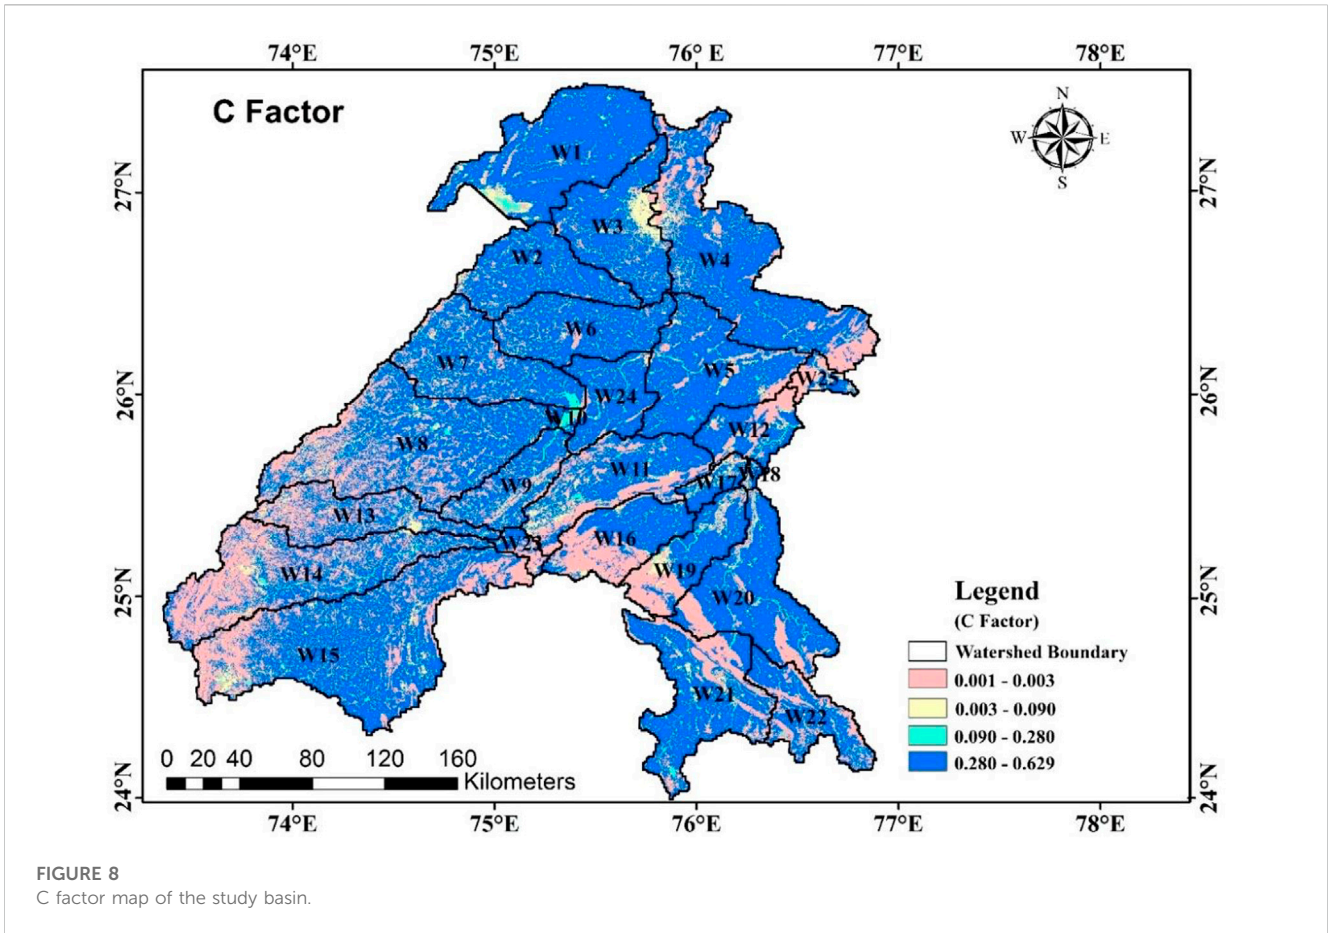 74°E 75°E 76°E 77°E 78°E
C Factor
N
W E
S
27°N 27°N
26°N 26°N
25°N 25°N
24°N 24°N
W1
W3
W2
W4
W6
W7
W5
W25
W24
W10
W12
W8
W11
W18
W9
W17
W13
W23
W16
W14
W19
W20
W15
W21
W22
Legend
(C Factor)
Watershed Boundary
0.001 - 0.003
0.003 - 0.090
0.090 - 0.280
0.280 - 0.629
0 20 40 80 120 160
Kilometers
74°E 75°E 76°E 77°E 78°E
FIGURE 8
C factor map of the study basin.